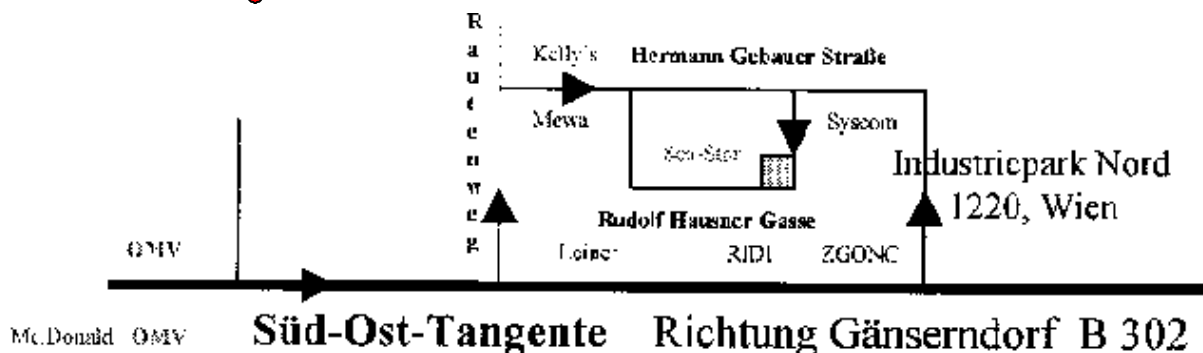 Rautenweg
Kelly's Hermann Gebauer Straße
Mewa Syscom
Industriepark Nord
1220, Wien
Rudolf Hausner Gasse
OMV Leiner ZGONC
Mc.Donald OMV Süd-Ost-Tangente Richtung Gänserndorf B 302